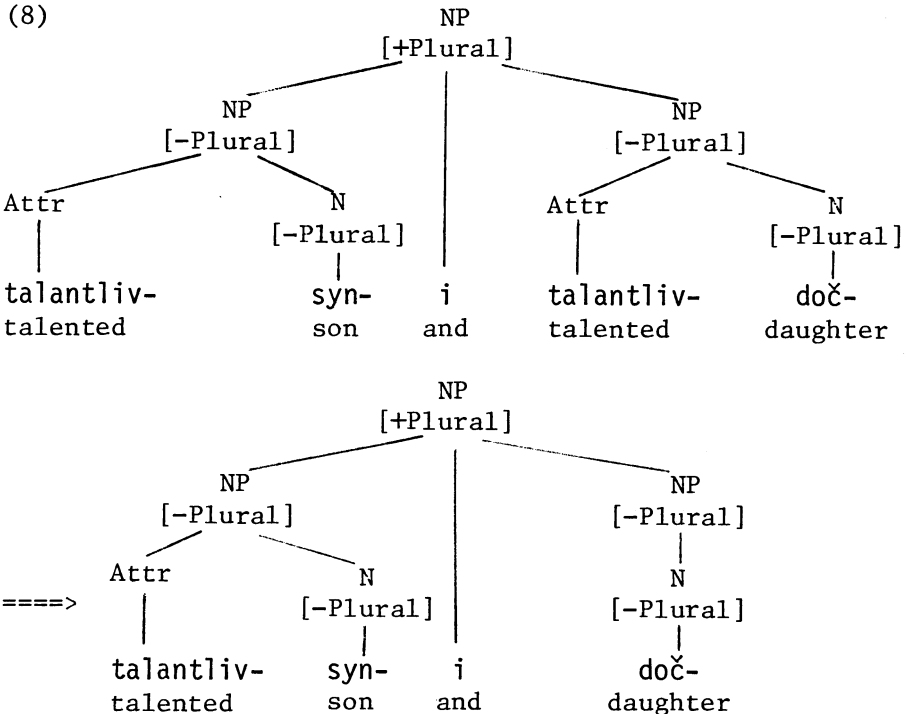 (8)
NP
[+Plural]
NP NP
[-Plural] [-Plural]
Attr N Attr N
[-Plural] [-Plural]
talantliv- syn- i talantliv- doč-
talented son and talented daughter
NP
[+Plural]
NP NP
[-Plural] [-Plural]
Attr N N
====> [-Plural] [-Plural]
talantliv- syn- i doč-
talented son and daughter